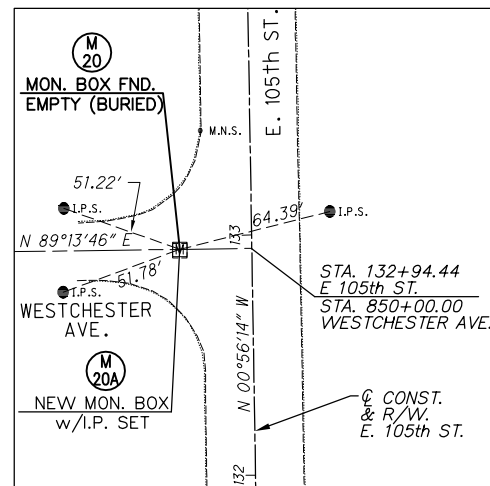 M
20
MON. BOX FND.
EMPTY (BURIED)
E. 105th ST.
M.N.S.
51.22'
I.P.S.
64.39'
I.P.S.
N 89°13'46" E
133
M
51.78'
I.P.S.
STA. 132+94.44
E 105th ST.
STA. 850+00.00
WESTCHESTER AVE.
WESTCHESTER
AVE.
N 00°56'14" W
M
20A
NEW MON. BOX
w/I.P. SET
℄ CONST.
& R/W.
E. 105th ST.
132